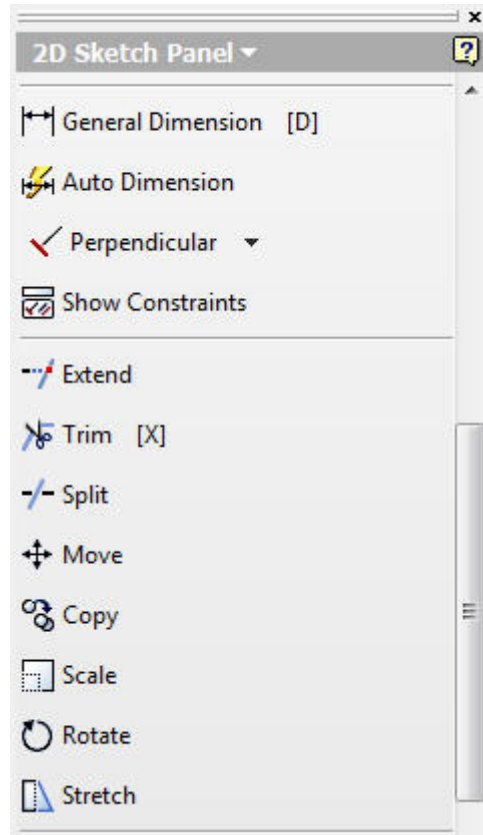 2D Sketch Panel
General Dimension [D]
Auto Dimension
Perpendicular
Show Constraints
Extend
Trim [X]
Split
Move
Copy
Scale
Rotate
Stretch